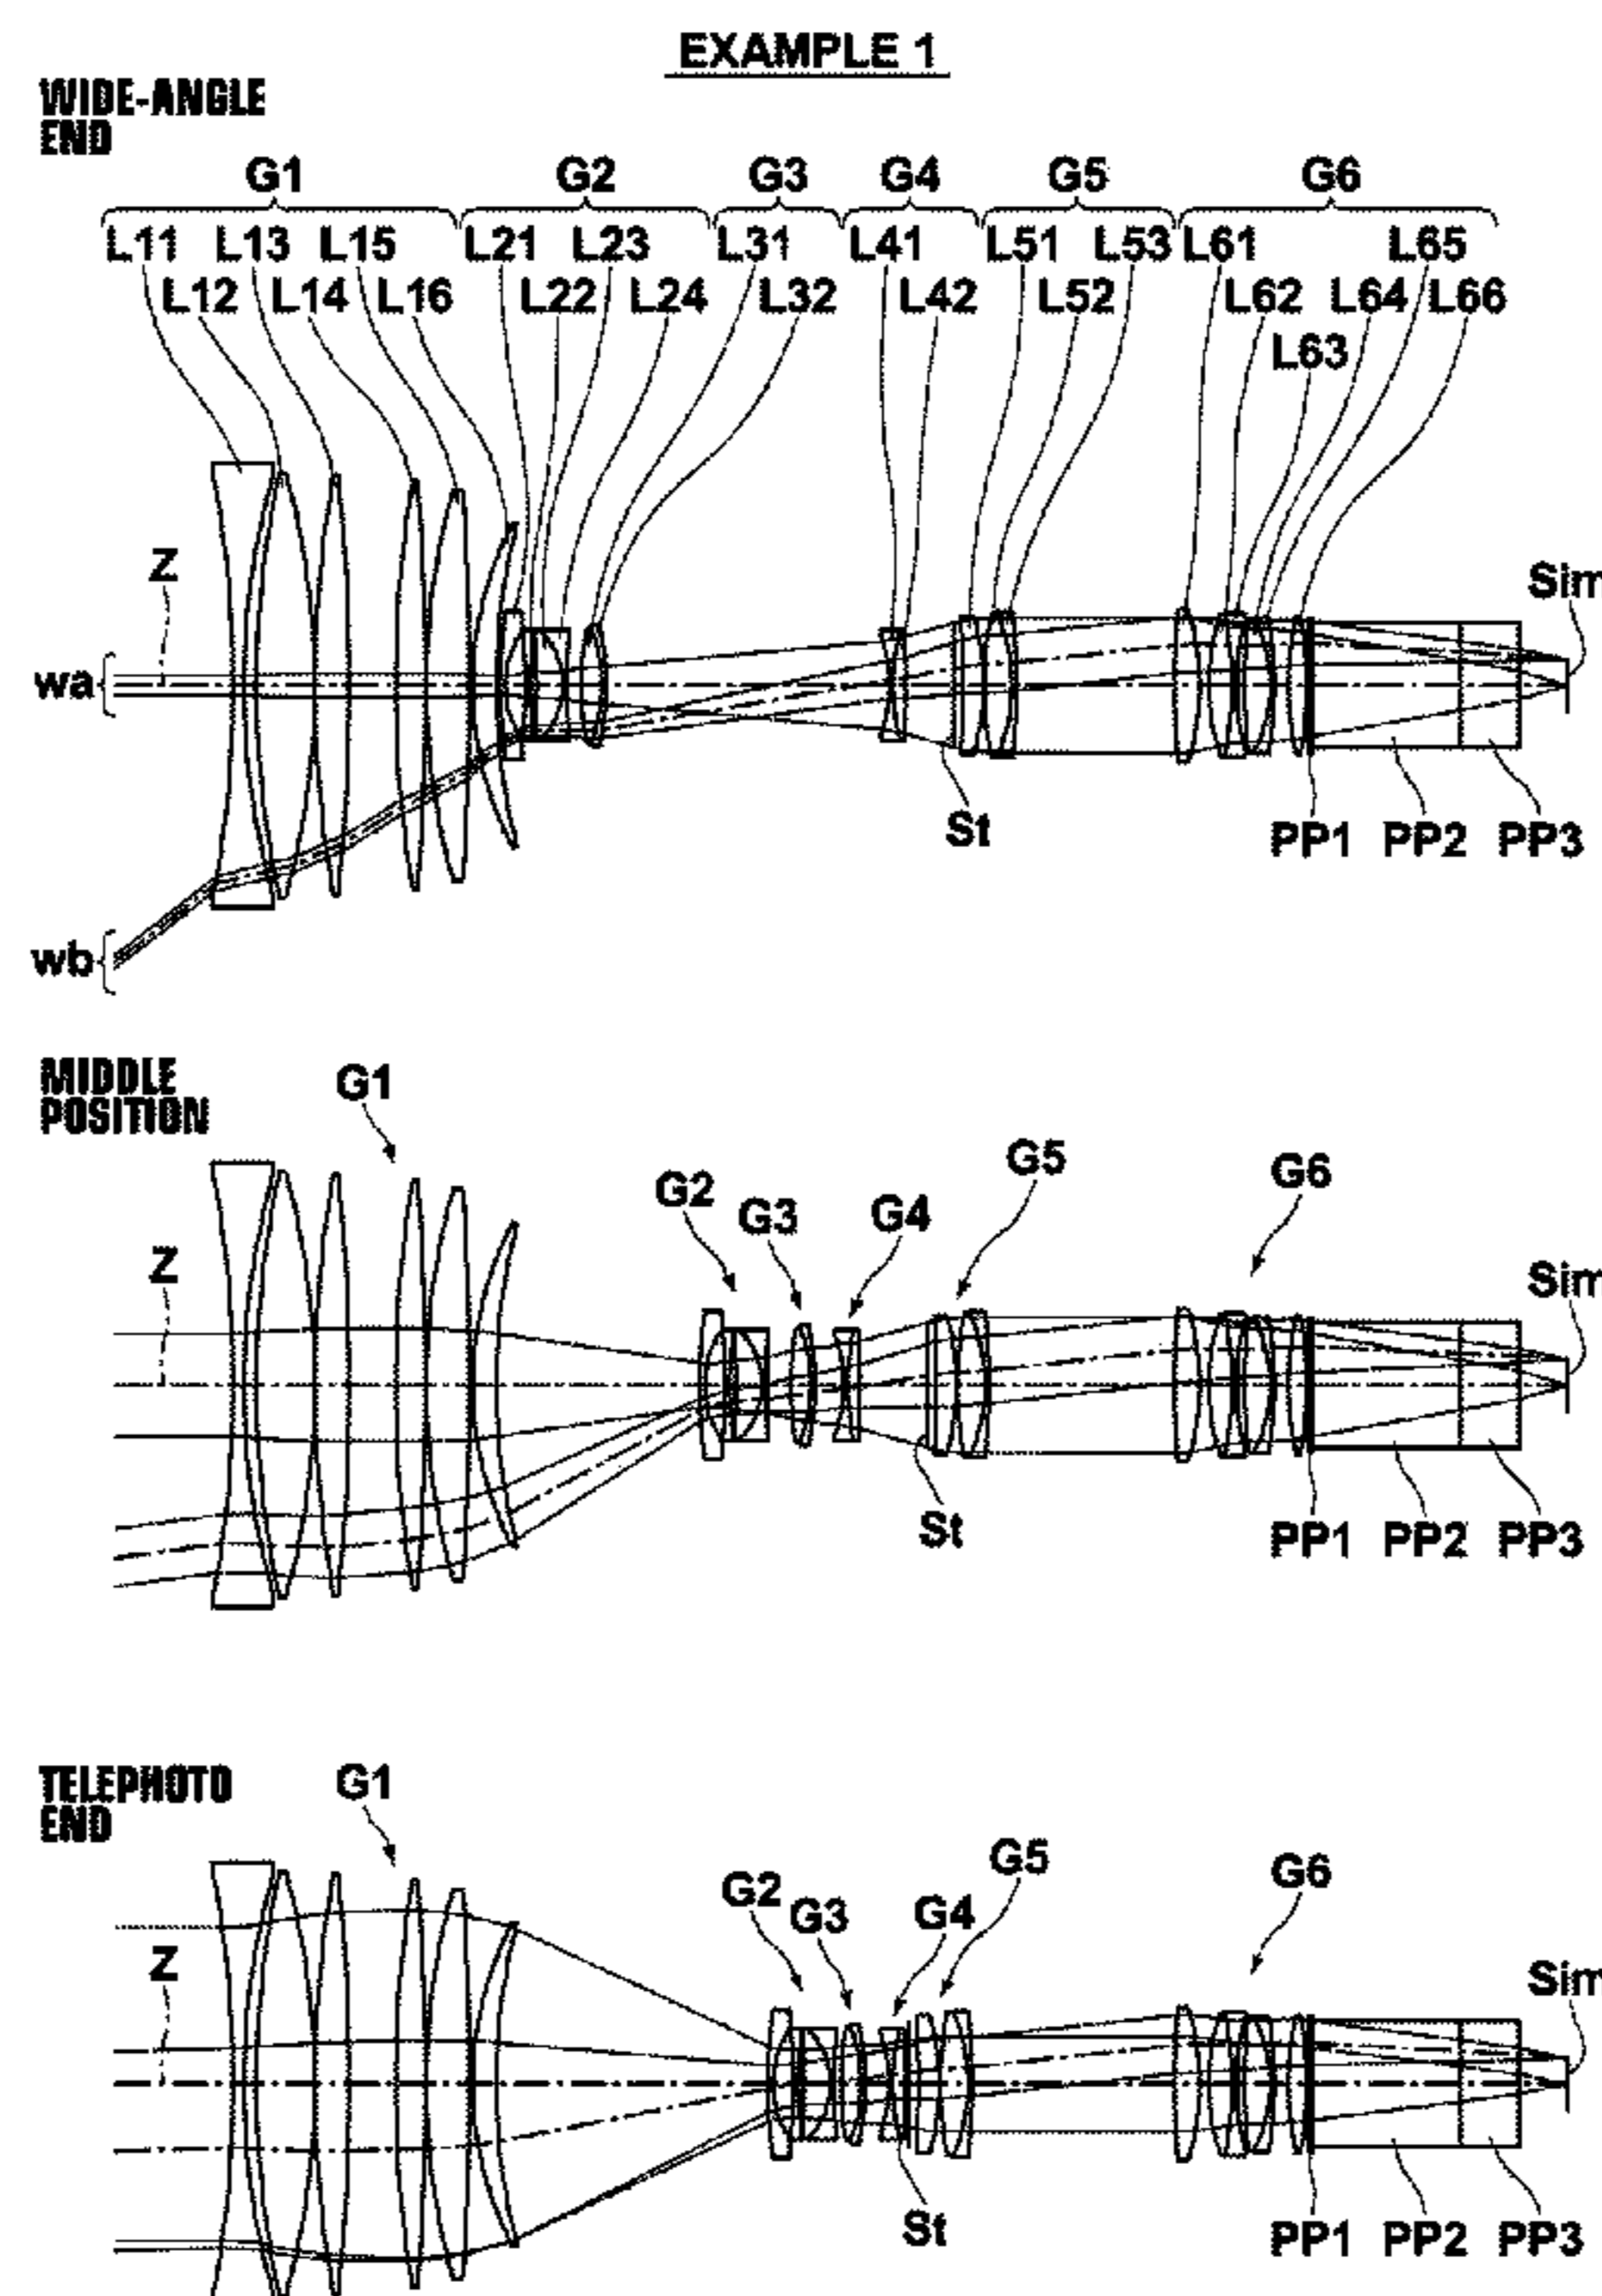 EXAMPLE 1
WIDE-ANGLE
END
G1 G2 G3 G4 G5 G6
L11 L13 L15 L21 L23 L31 L41 L51 L53 L61 L65
L12 L14 L16 L22 L24 L32 L42 L52 L62 L64 L66
L63
Z
Sim
wa
St
PP1 PP2 PP3
wb
MIDDLE
POSITION
G1
G5
G2 G3 G4 G6
Z
Sim
St
PP1 PP2 PP3
TELEPHOTO
END
G1
G5
G2 G3 G4 G6
Z
Sim
St
PP1 PP2 PP3